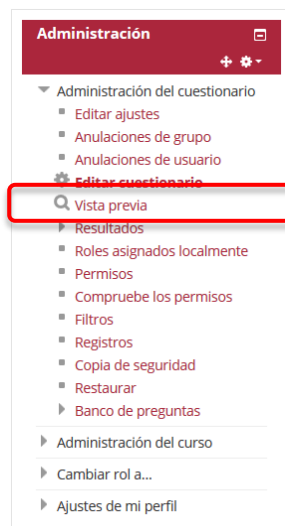 Administración
Administración del cuestionario
Editar ajustes
Anulaciones de grupo
Anulaciones de usuario
Editar cuestionario
Vista previa
Resultados
Roles asignados localmente
Permisos
Compruebe los permisos
Filtros
Registros
Copia de seguridad
Restaurar
Banco de preguntas
Administración del curso
Cambiar rol a...
Ajustes de mi perfil